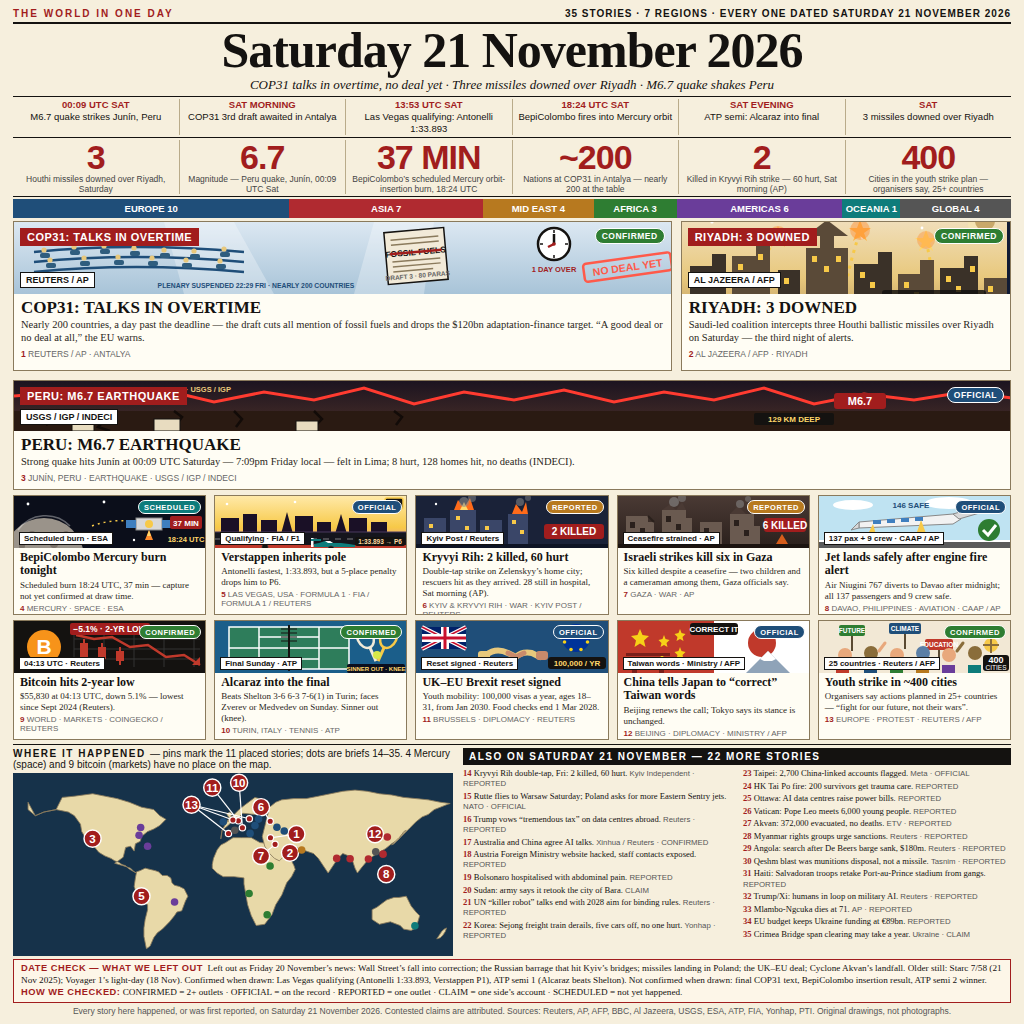 THE WORLD IN ONE DAY
35 STORIES · 7 REGIONS · EVERY ONE DATED SATURDAY 21 NOVEMBER 2026
Saturday 21 November 2026
COP31 talks in overtime, no deal yet · Three missiles downed over Riyadh · M6.7 quake shakes Peru
00:09 UTC SAT
M6.7 quake strikes Junín, Peru
SAT MORNING
COP31 3rd draft awaited in Antalya
13:53 UTC SAT
Las Vegas qualifying: Antonelli
1:33.893
18:24 UTC SAT
BepiColombo fires into Mercury orbit
SAT EVENING
ATP semi: Alcaraz into final
SAT
3 missiles downed over Riyadh
3
Houthi missiles downed over Riyadh,
Saturday
6.7
Magnitude — Peru quake, Junín, 00:09
UTC Sat
37 MIN
BepiColombo's scheduled Mercury orbit-
insertion burn, 18:24 UTC
~200
Nations at COP31 in Antalya — nearly
200 at the table
2
Killed in Kryvyi Rih strike — 60 hurt, Sat
morning (AP)
400
Cities in the youth strike plan —
organisers say, 25+ countries
EUROPE 10
ASIA 7
MID EAST 4
AFRICA 3
AMERICAS 6
OCEANIA 1
GLOBAL 4
COP31: TALKS IN OVERTIME
REUTERS / AP
PLENARY SUSPENDED 22:29 FRI · NEARLY 200 COUNTRIES
FOSSIL FUELS
DRAFT 3 · 80 PARAS
1 DAY OVER
CONFIRMED
NO DEAL YET
COP31: TALKS IN OVERTIME
Nearly 200 countries, a day past the deadline — the draft cuts all mention of fossil fuels and drops the $120bn adaptation-finance target. “A good deal or
no deal at all,” the EU warns.
1 REUTERS / AP · ANTALYA
RIYADH: 3 DOWNED
AL JAZEERA / AFP
CONFIRMED
RIYADH: 3 DOWNED
Saudi-led coalition intercepts three Houthi ballistic missiles over Riyadh
on Saturday — the third night of alerts.
2 AL JAZEERA / AFP · RIYADH
PERU: M6.7 EARTHQUAKE
· USGS / IGP
USGS / IGP / INDECI
M6.7
129 KM DEEP
OFFICIAL
PERU: M6.7 EARTHQUAKE
Strong quake hits Junín at 00:09 UTC Saturday — 7:09pm Friday local — felt in Lima; 8 hurt, 128 homes hit, no deaths (INDECI).
3 JUNÍN, PERU · EARTHQUAKE · USGS / IGP / INDECI
SCHEDULED
37 MIN
18:24 UTC
Scheduled burn · ESA
BepiColombo Mercury burn
tonight
Scheduled burn 18:24 UTC, 37 min — capture
not yet confirmed at draw time.
4 MERCURY · SPACE · ESA
OFFICIAL
Qualifying · FIA / F1
1:33.893 → P6
Verstappen inherits pole
Antonelli fastest, 1:33.893, but a 5-place penalty
drops him to P6.
5 LAS VEGAS, USA · FORMULA 1 · FIA /
FORMULA 1 / REUTERS
REPORTED
2 KILLED
Kyiv Post / Reuters
Kryvyi Rih: 2 killed, 60 hurt
Double-tap strike on Zelenskyy's home city;
rescuers hit as they arrived. 28 still in hospital,
Sat morning (AP).
6 KYIV & KRYVYI RIH · WAR · KYIV POST /
REUTERS
REPORTED
6 KILLED
Ceasefire strained · AP
Israeli strikes kill six in Gaza
Six killed despite a ceasefire — two children and
a cameraman among them, Gaza officials say.
7 GAZA · WAR · AP
146 SAFE
OFFICIAL
137 pax + 9 crew · CAAP / AP
Jet lands safely after engine fire
alert
Air Niugini 767 diverts to Davao after midnight;
all 137 passengers and 9 crew safe.
8 DAVAO, PHILIPPINES · AVIATION · CAAP / AP
B
−5.1% · 2-YR LOW
CONFIRMED
04:13 UTC · Reuters
Bitcoin hits 2-year low
$55,830 at 04:13 UTC, down 5.1% — lowest
since Sept 2024 (Reuters).
9 WORLD · MARKETS · COINGECKO /
REUTERS
CONFIRMED
SINNER OUT · KNEE
Final Sunday · ATP
Alcaraz into the final
Beats Shelton 3-6 6-3 7-6(1) in Turin; faces
Zverev or Medvedev on Sunday. Sinner out
(knee).
10 TURIN, ITALY · TENNIS · ATP
OFFICIAL
100,000 / YR
Reset signed · Reuters
UK–EU Brexit reset signed
Youth mobility: 100,000 visas a year, ages 18–
31, from Jan 2030. Food checks end 1 Mar 2028.
11 BRUSSELS · DIPLOMACY · REUTERS
CORRECT IT
OFFICIAL
Taiwan words · Ministry / AFP
China tells Japan to “correct”
Taiwan words
Beijing renews the call; Tokyo says its stance is
unchanged.
12 BEIJING · DIPLOMACY · MINISTRY / AFP
FUTURE
CLIMATE
CONFIRMED
400
CITIES
25 countries · Reuters / AFP
Youth strike in ~400 cities
Organisers say actions planned in 25+ countries
— “fight for our future, not their wars”.
13 EUROPE · PROTEST · REUTERS / AFP
WHERE IT HAPPENED — pins mark the 11 placed stories; dots are briefs 14–35. 4 Mercury
(space) and 9 bitcoin (markets) have no place on the map.
11
10
13
6
3
1
12
7
2
8
5
ALSO ON SATURDAY 21 NOVEMBER — 22 MORE STORIES
14 Kryvyi Rih double-tap, Fri: 2 killed, 60 hurt. Kyiv Independent ·
REPORTED
15 Rutte flies to Warsaw Saturday; Poland asks for more Eastern Sentry jets.
NATO · OFFICIAL
16 Trump vows “tremendous tax” on data centres abroad. Reuters ·
REPORTED
17 Australia and China agree AI talks. Xinhua / Reuters · CONFIRMED
18 Austria Foreign Ministry website hacked, staff contacts exposed.
REPORTED
19 Bolsonaro hospitalised with abdominal pain. REPORTED
20 Sudan: army says it retook the city of Bara. CLAIM
21 UN “killer robot” talks end with 2028 aim for binding rules. Reuters ·
REPORTED
22 Korea: Sejong freight train derails, five cars off, no one hurt. Yonhap ·
REPORTED
23 Taipei: 2,700 China-linked accounts flagged. Meta · OFFICIAL
24 HK Tai Po fire: 200 survivors get trauma care. REPORTED
25 Ottawa: AI data centres raise power bills. REPORTED
26 Vatican: Pope Leo meets 6,000 young people. REPORTED
27 Akvan: 372,000 evacuated, no deaths. ETV · REPORTED
28 Myanmar rights groups urge sanctions. Reuters · REPORTED
29 Angola: search after De Beers barge sank, $180m. Reuters · REPORTED
30 Qeshm blast was munitions disposal, not a missile. Tasnim · REPORTED
31 Haiti: Salvadoran troops retake Port-au-Prince stadium from gangs.
REPORTED
32 Trump/Xi: humans in loop on military AI. Reuters · REPORTED
33 Mlambo-Ngcuka dies at 71. AP · REPORTED
34 EU budget keeps Ukraine funding at €89bn. REPORTED
35 Crimea Bridge span clearing may take a year. Ukraine · CLAIM
DATE CHECK — WHAT WE LEFT OUT Left out as Friday 20 November's news: Wall Street's fall into correction; the Russian barrage that hit Kyiv's bridges; missiles landing in Poland; the UK–EU deal; Cyclone Akvan's landfall. Older still: Starc 7/58 (21
Nov 2025); Voyager 1's light-day (18 Nov). Confirmed when drawn: Las Vegas qualifying (Antonelli 1:33.893, Verstappen P1), ATP semi 1 (Alcaraz beats Shelton). Not confirmed when drawn: final COP31 text, BepiColombo insertion result, ATP semi 2 winner.
HOW WE CHECKED: CONFIRMED = 2+ outlets · OFFICIAL = on the record · REPORTED = one outlet · CLAIM = one side's account · SCHEDULED = not yet happened.
Every story here happened, or was first reported, on Saturday 21 November 2026. Contested claims are attributed. Sources: Reuters, AP, AFP, BBC, Al Jazeera, USGS, ESA, ATP, FIA, Yonhap, PTI. Original drawings, not photographs.